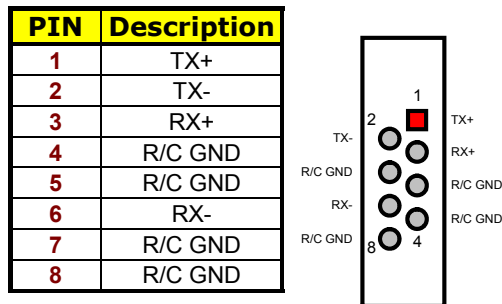 PIN Description
1 TX+
2 TX-
3 RX+
4 R/C GND
5 R/C GND
6 RX-
7 R/C GND
8 R/C GND
1
2 TX+
TX-
RX+
R/C GND
R/C GND
RX-
R/C GND
R/C GND
8 4